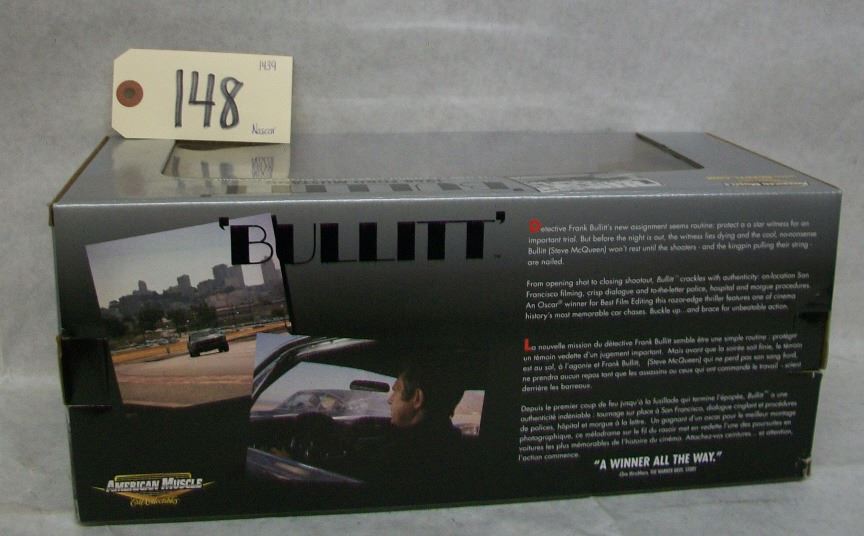 1439
148
Nascar
'BULLITT'
Detective Frank Bullitt's new assignment seems routine: protect a a star witness for an
important trial. But before the night is out, the witness lies dying and the cool, no-nonsense
Bullitt (Steve McQueen) won't rest until the shooters - and the kingpin pulling their string -
are nailed.
From opening shot to closing shootout, Bullitt™ crackles with authenticity: on-location San
Francisco filming, crisp dialogue and to-the-letter police, hospital and morgue procedures.
An Oscar® winner for Best Film Editing this razor-edge thriller features one of cinema
history's most memorable car chases. Buckle up...and brace for unbeatable action.
La nouvelle mission du détective Frank Bullitt semble être une simple routine : protéger
un témoin vedette d'un jugement important. Mais avant que la soirée soit finie, le témoin
est au sol, à l'agonie et Frank Bullitt, (Steve McQueen) qui ne perd pas son sang froid,
ne prendra aucun repos tant que les assassins ou ceux qui ont commandé le travail - soient
derrière les barreaux.
Depuis le premier coup de feu jusqu'à la fusillade qui termine l'épopée, Bullitt™ a une
authenticité indéniable : tournage sur place à San Francisco, dialogue cinglant et procédures
de polices, hôpital et morgue à la lettre. Un gagnant d'un oscar pour le meilleur montage
photographique, ce mélodrame sur le fil du rasoir met en vedette l'une des poursuites en
voitures les plus mémorables de l'histoire du cinéma. Attachez-vos ceintures... et attention,
l'action commence.
"A WINNER ALL THE WAY."
AMERICAN MUSCLE